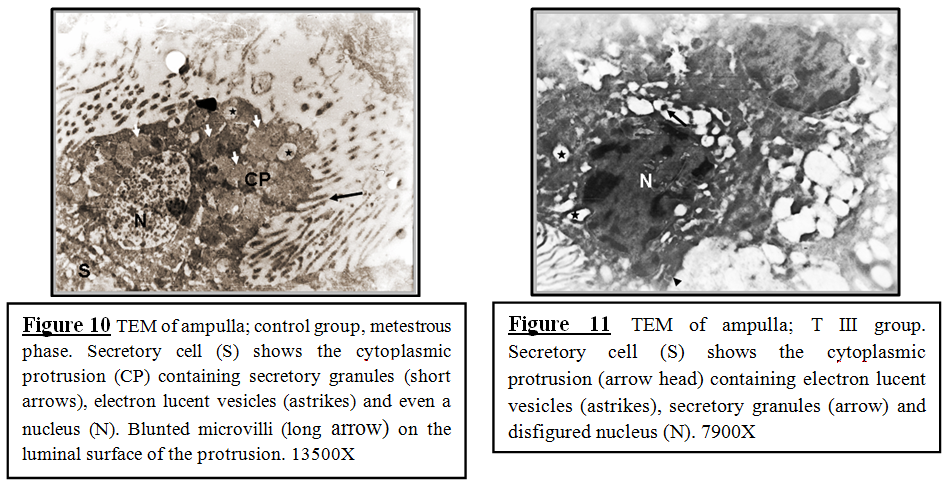 CP
N
S
N
Figure 10 TEM of ampulla; control group, metestrous
phase. Secretory cell (S) shows the cytoplasmic
protrusion (CP) containing secretory granules (short
arrows), electron lucent vesicles (astrikes) and even a
nucleus (N). Blunted microvilli (long arrow) on the
luminal surface of the protrusion. 13500X
Figure 11 TEM of ampulla; T III group.
Secretory cell (S) shows the cytoplasmic
protrusion (arrow head) containing electron lucent
vesicles (astrikes), secretory granules (arrow) and
disfigured nucleus (N). 7900X